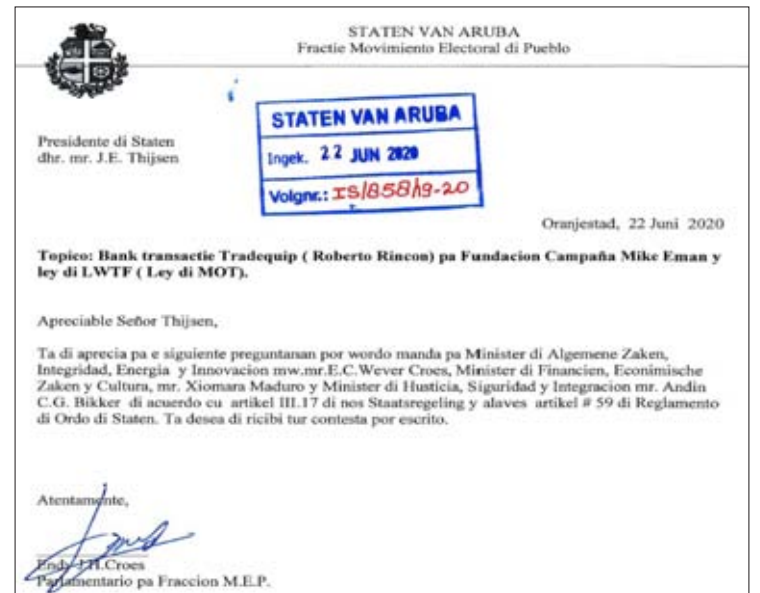 STATEN VAN ARUBA
Fractie Movimiento Electoral di Pueblo
Presidente di Staten
dhr. mr. J.E. Thijsen
STATEN VAN ARUBA
Ingek. 22 JUN 2020
Volgnr.: IS/858/19-20
Oranjestad, 22 Juni 2020
Topico: Bank transactie Tradequip ( Roberto Rincon) pa Fundacion Campaña Mike Eman y
ley di LWTF ( Ley di MOT).
Apreciable Señor Thijsen,
Ta di aprecia pa e siguiente preguntanan por wordo manda pa Minister di Algemene Zaken,
Integridad, Energia y Innovacion mw.mr.E.C.Wever Croes, Minister di Financien, Econimische
Zaken y Cultura, mr. Xiomara Maduro y Minister di Husticia, Siguridad y Integracion mr. Andin
C.G. Bikker di acuerdo cu artikel III.17 di nos Staatsregeling y alaves artikel # 59 di Reglamento
di Ordo di Staten. Ta desea di ricibi tur contesta por escrito.
Atentamente,
Endy J.H.Croes
Parlamentario pa Fraccion M.E.P.